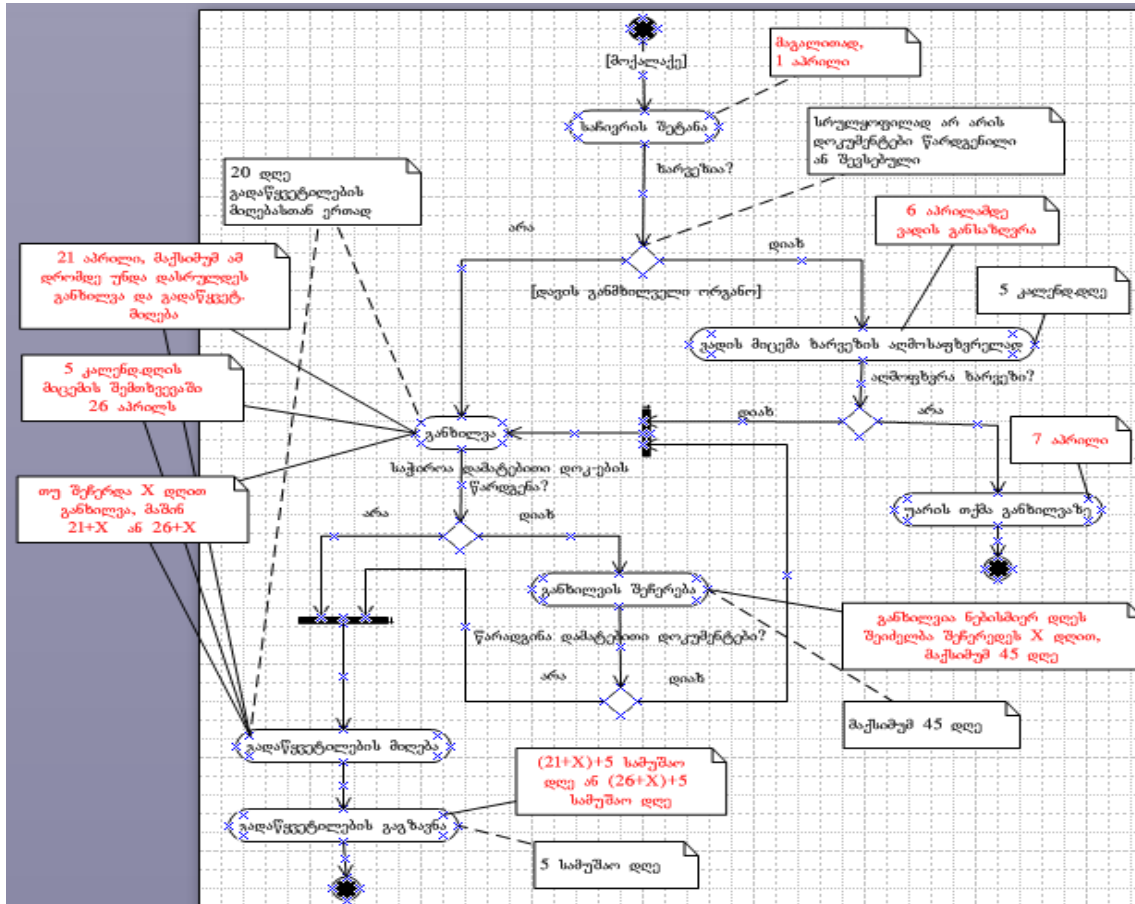 [მოქალაქე]
მაგალითად,
1 აპრილი
საჩივრის შეტანა
სრულყოფილად არ არის
დოკუმენტები წარდგენილი
ან შევსებული
ხარვეზია?
20 დღე
გადაწყვეტილების
მიღებასთან ერთად
6 აპრილამდე
ვადის განსაზღვრა
არა
დიახ
21 აპრილი, მაქსიმუმ ამ
დრომდე უნდა დასრულდეს
განხილვა და გადაწყვეტ.
მიღება
[დავის განმხილველი ორგანო]
5 კალენდ.დღე
ვადის მიცემა ხარვეზის აღმოსაფხვრელად
5 კალენდ.დღის
მიცემის შემთხვევაში
26 აპრილს
აღმოფხვრა ხარვეზი?
დიახ
არა
განხილვა
7 აპრილი
საჭიროა დამატებითი დოკ-ების
წარდგენა?
თუ შეჩერდა X დღით
განხილვა, მაშინ
21+X ან 26+X
უარის თქმა განხილვაზე
არა
დიახ
განხილვის შეჩერება
განხილვია ნებისმიერ დღეს
შეიძელბა შეჩერედეს X დღით,
მაქსიმუმ 45 დღე
წარადგინა დამატებითი დოკუმენტები?
არა
დიახ
მაქსიმუმ 45 დღე
გადაწყვეტილების მიღება
(21+X)+5 სამუშაო
დღე ან (26+X)+5
სამუშაო დღე
გადაწყვეტილების გაგზავნა
5 სამუშაო დღე